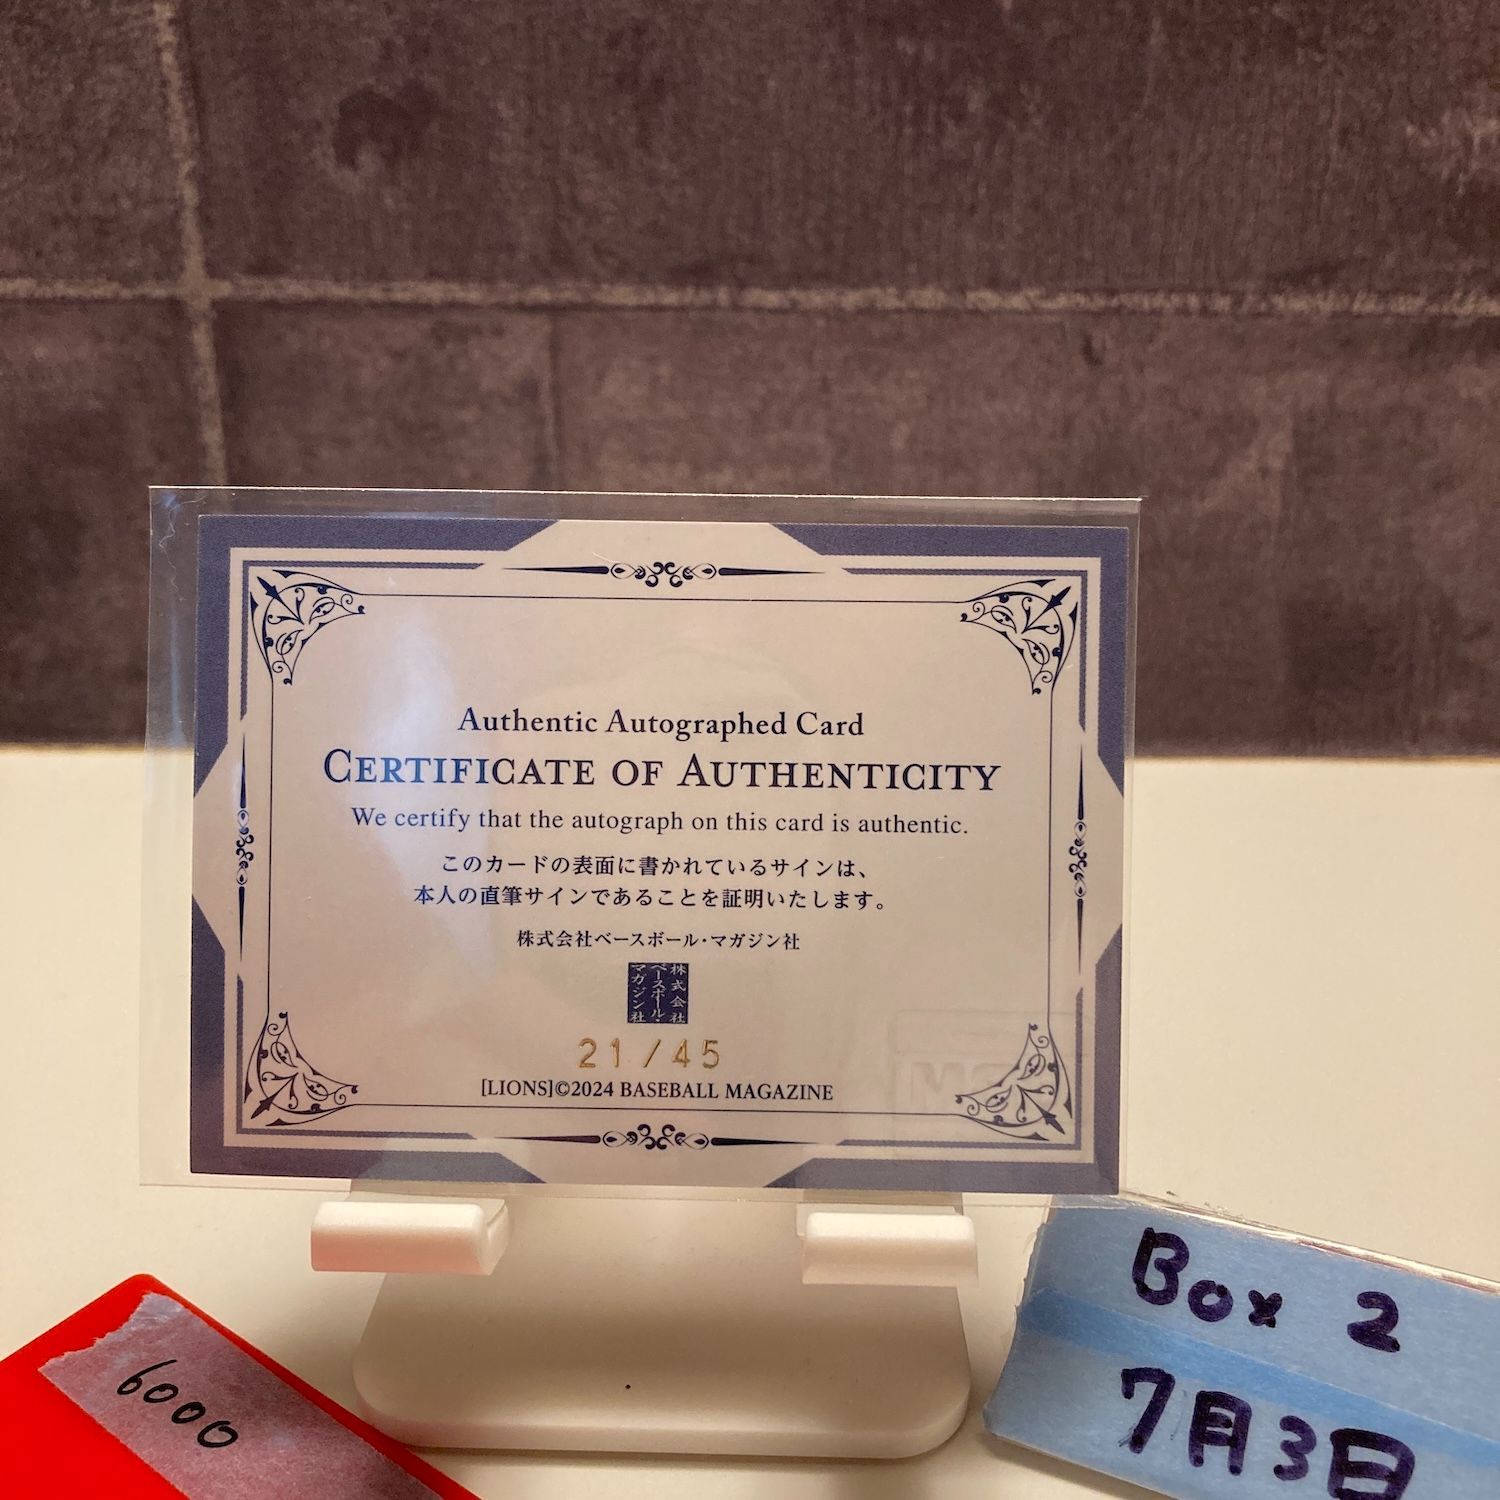 Authentic Autographed Card
CERTIFICATE OF AUTHENTICITY
We certify that the autograph on this card is authentic.
このカードの表面に書かれているサインは、
本人の直筆サインであることを証明いたします。
株式会社ベースボール・マガジン社
株式会社
ベースボール・
マガジン社
21/45
[LIONS]©2024 BASEBALL MAGAZINE
6000
Box 2
7月3日